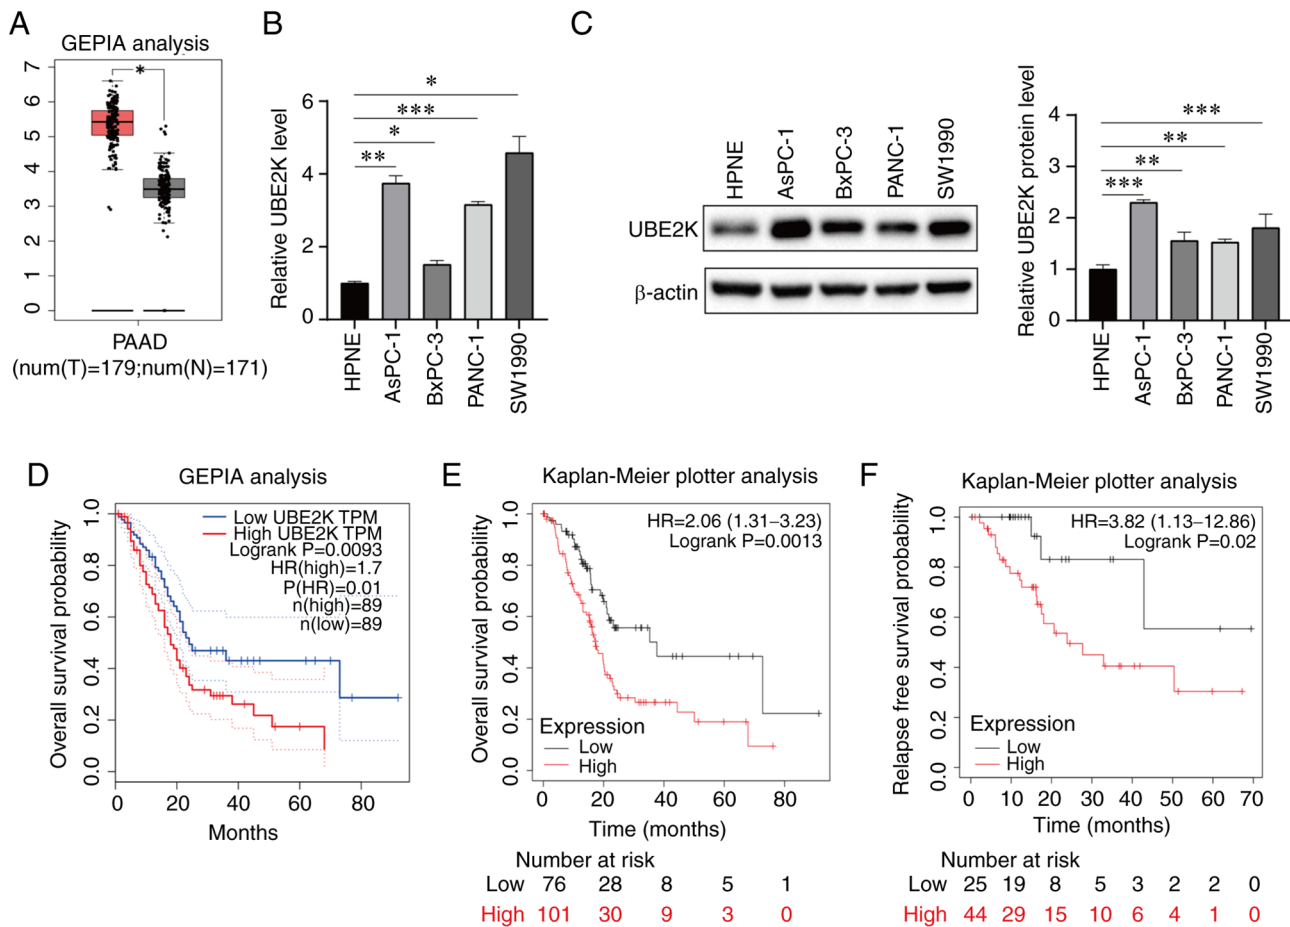 A
GEPIA analysis
*
7
6
5
4
3
2
1
0
PAAD
(num(T)=179;num(N)=171)
B
Relative UBE2K level
6
4
2
0
*
***
*
**
HPNE
AsPC-1
BxPC-3
PANC-1
SW1990
C
HPNE
AsPC-1
BxPC-3
PANC-1
SW1990
UBE2K
β-actin
Relative UBE2K protein level
4
3
2
1
0
***
**
**
***
HPNE
AsPC-1
BxPC-3
PANC-1
SW1990
D
GEPIA analysis
Low UBE2K TPM
High UBE2K TPM
Logrank P=0.0093
HR(high)=1.7
P(HR)=0.01
n(high)=89
n(low)=89
Overall survival probability
1.0
0.8
0.6
0.4
0.2
0.0
0 20 40 60 80
Months
E
Kaplan-Meier plotter analysis
HR=2.06 (1.31–3.23)
Logrank P=0.0013
Overall survival probability
1.0
0.8
0.6
0.4
0.2
0.0
Expression
Low
High
0 20 40 60 80
Time (months)
Number at risk
Low 76 28 8 5 1
High 101 30 9 3 0
F
Kaplan-Meier plotter analysis
HR=3.82 (1.13–12.86)
Logrank P=0.02
Relapse free survival probability
1.0
0.8
0.6
0.4
0.2
0.0
Expression
Low
High
0 10 20 30 40 50 60 70
Time (months)
Number at risk
Low 25 19 8 5 3 2 2 0
High 44 29 15 10 6 4 1 0